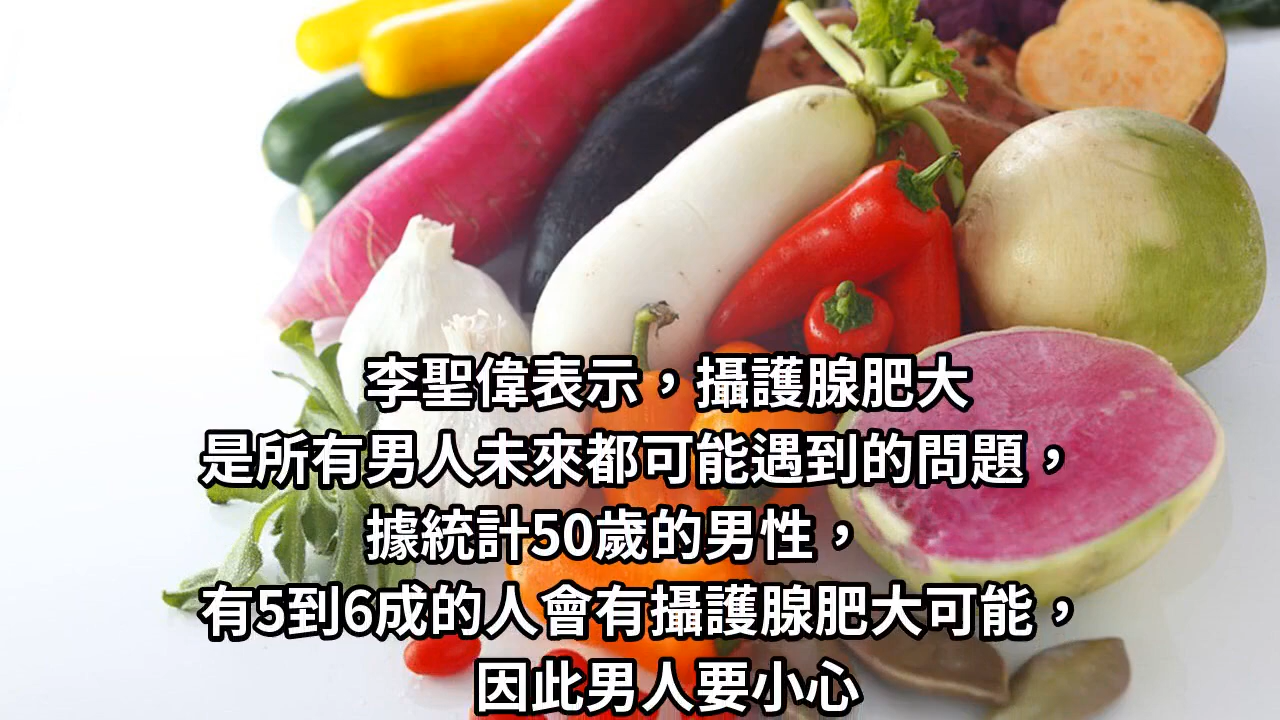 李聖偉表示，攝護腺肥大
是所有男人未來都可能遇到的問題，
據統計50歲的男性，
有5到6成的人會有攝護腺肥大可能，
因此男人要小心